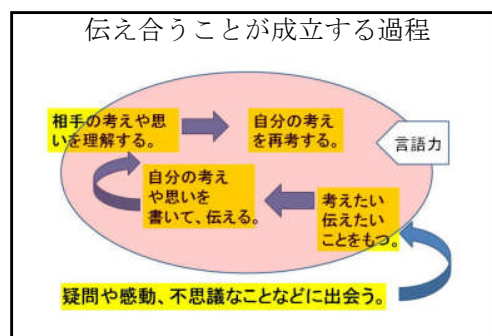 伝え合うことが成立する過程
相手の考えや思
いを理解する。
自分の考え
を再考する。
言語力
自分の考え
や思いを
書いて、伝える。
考えたい
伝えたい
ことをもつ。
疑問や感動、不思議なことなどに出会う。